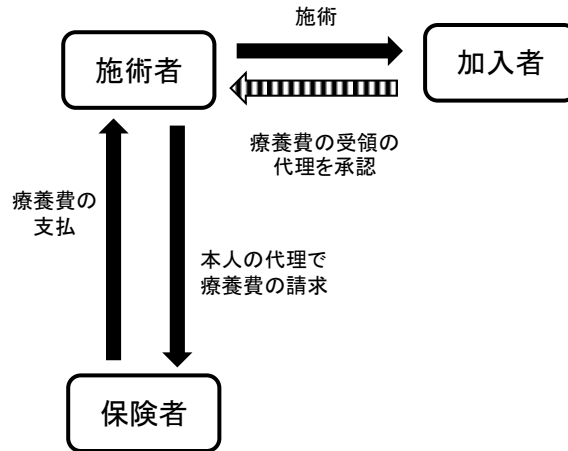 施術
施術者
加入者
療養費の受領の
代理を承認
療養費の
支払
本人の代理で
療養費の請求
保険者